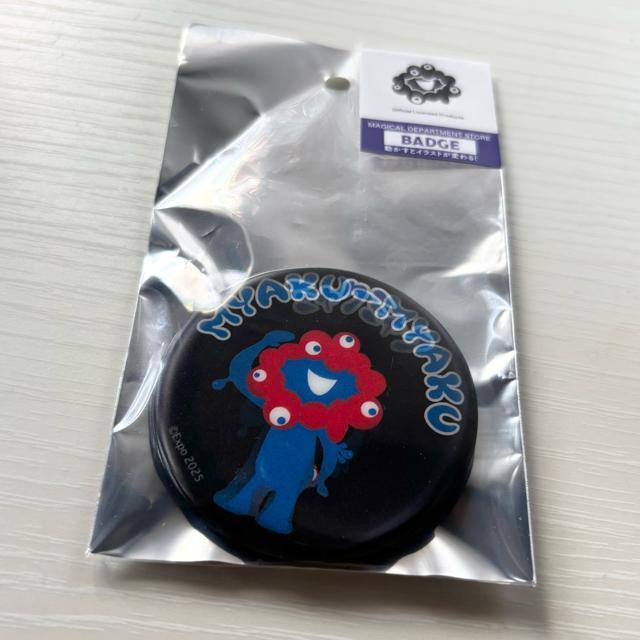 Official Licensed Products
MAGICAL DEPARTMENT STORE
BADGE
動かすとイラストが変わる!
MYAKU-MYAKU
©Expo 2025